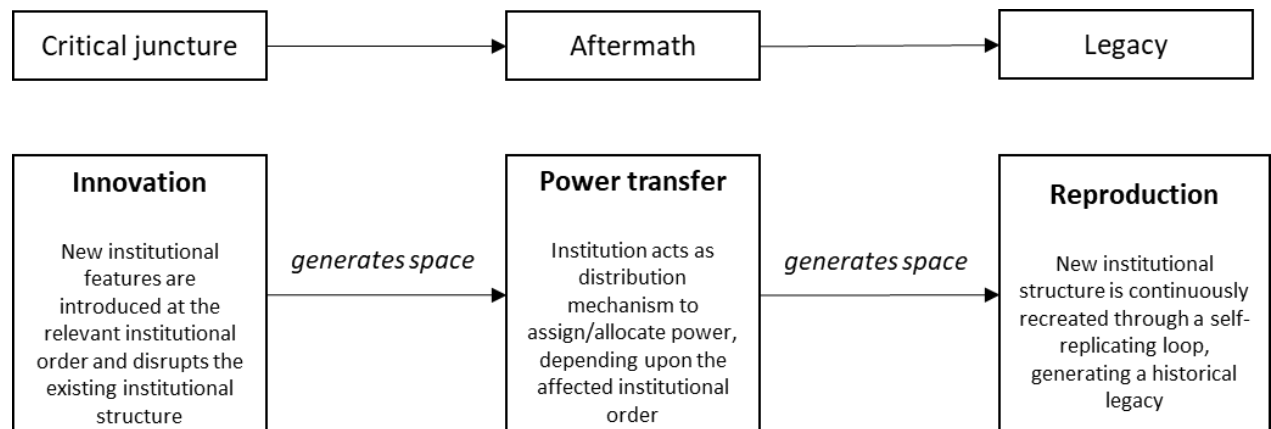 Critical juncture
Aftermath
Legacy
Innovation
New institutional
features are
introduced at the
relevant institutional
order and disrupts the
existing institutional
structure
generates space
Power transfer
Institution acts as
distribution
mechanism to
assign/allocate power,
depending upon the
affected institutional
order
generates space
Reproduction
New institutional
structure is continuously
recreated through a self-
replicating loop,
generating a historical
legacy